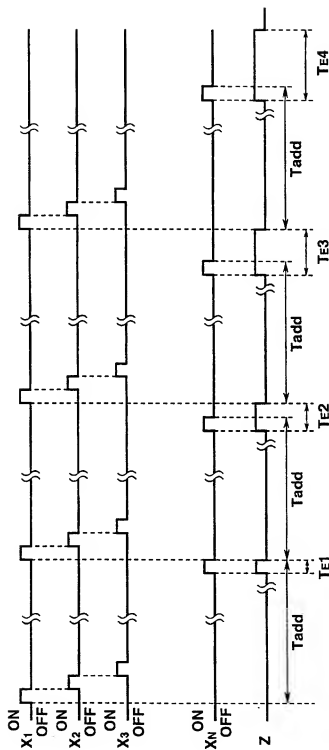 ON
X1
OFF
ON
X2
OFF
ON
X3
OFF
ON
XN
OFF
Z
Tadd
TE1
Tadd
TE2
Tadd
TE3
Tadd
TE4